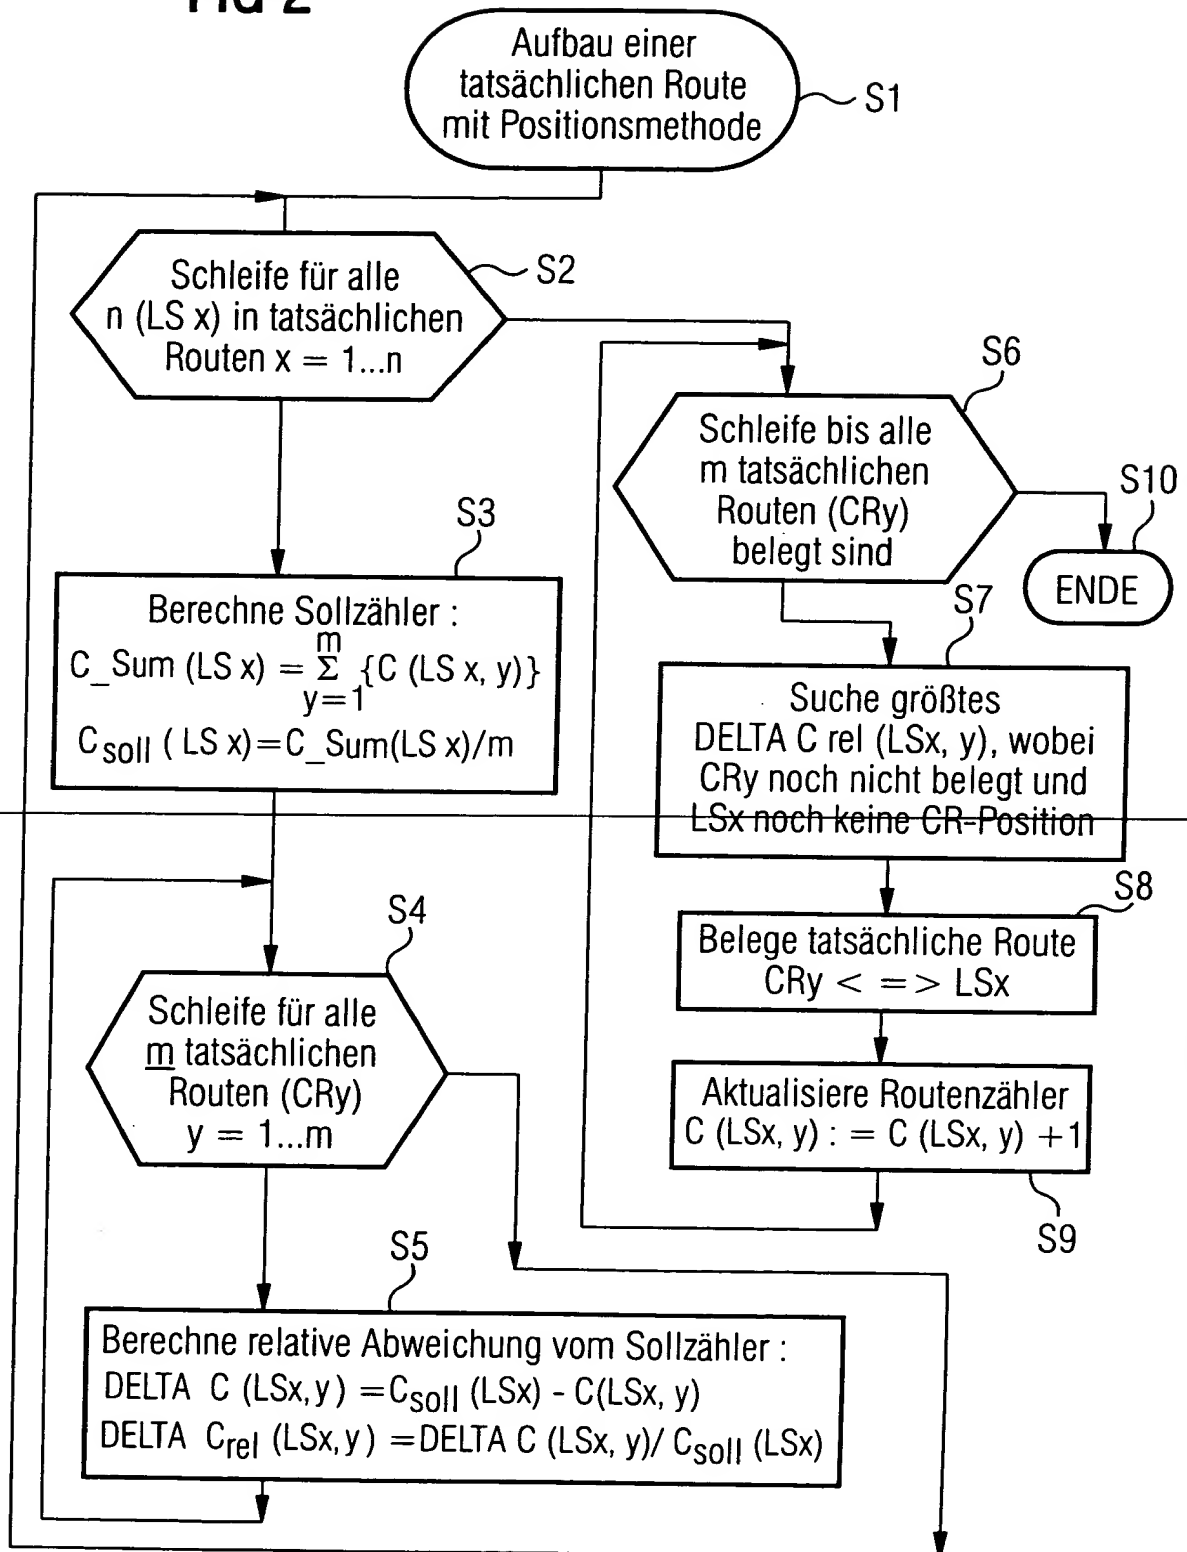 FIG 2
Aufbau einer
tatsächlichen Route
mit Positionsmethode
S1
Schleife für alle
n (LS x) in tatsächlichen
Routen x = 1...n
S2
S3
Berechne Sollzähler :
C_Sum (LS x) = m Σ y=1 {C (LS x, y)}
Csoll ( LS x)=C_Sum(LS x)/m
S4
Schleife für alle
m tatsächlichen
Routen (CRy)
y = 1...m
S5
Berechne relative Abweichung vom Sollzähler :
DELTA C (LSx,y) =Csoll (LSx) - C(LSx, y)
DELTA Crel (LSx,y) =DELTA C (LSx, y)/ Csoll (LSx)
S6
Schleife bis alle
m tatsächlichen
Routen (CRy)
belegt sind
S10
ENDE
S7
Suche größtes
DELTA C rel (LSx, y), wobei
CRy noch nicht belegt und
LSx noch keine CR-Position
S8
Belege tatsächliche Route
CRy < = > LSx
Aktualisiere Routenzähler
C (LSx, y) : = C (LSx, y) +1
S9